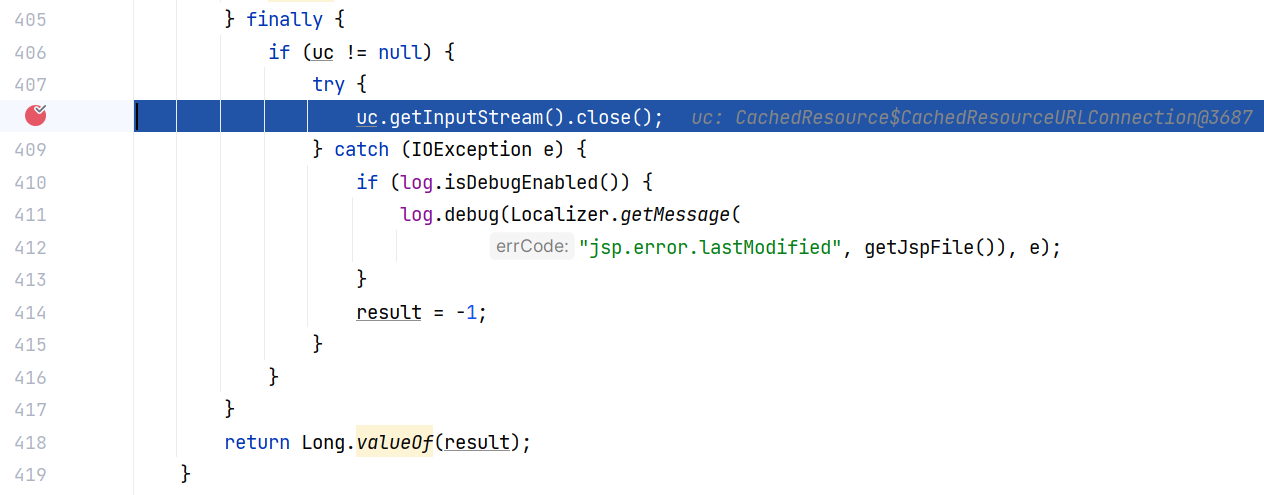 405 } finally {
406 if (uc != null) {
407 try {
uc.getInputStream().close(); uc: CachedResource$CachedResourceURLConnection@3687
409 } catch (IOException e) {
410 if (log.isDebugEnabled()) {
411 log.debug(Localizer.getMessage(
412 errCode: "jsp.error.lastModified", getJspFile()), e);
413 }
414 result = -1;
415 }
416 }
417 }
418 return Long.valueOf(result);
419 }